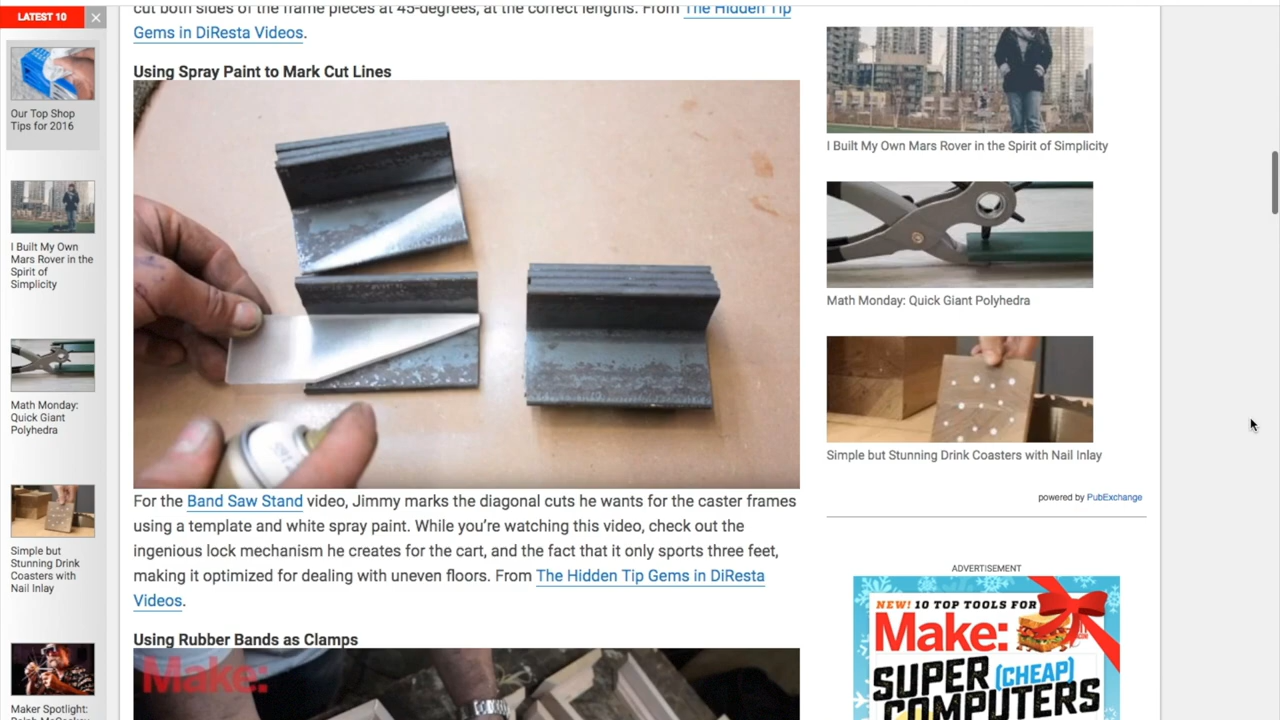 LATEST 10
Our Top Shop
Tips for 2016
I Built My Own
Mars Rover in the
Spirit of
Simplicity
Math Monday:
Quick Giant
Polyhedra
Simple but
Stunning Drink
Coasters with
Nail Inlay
Maker Spotlight:
cut both sides of the frame pieces at 45-degrees, at the correct lengths. From The Hidden Tip
Gems in DiResta Videos.
Using Spray Paint to Mark Cut Lines
For the Band Saw Stand video, Jimmy marks the diagonal cuts he wants for the caster frames
using a template and white spray paint. While you’re watching this video, check out the
ingenious lock mechanism he creates for the cart, and the fact that it only sports three feet,
making it optimized for dealing with uneven floors. From The Hidden Tip Gems in DiResta
Videos.
Using Rubber Bands as Clamps
Make:
I Built My Own Mars Rover in the Spirit of Simplicity
Math Monday: Quick Giant Polyhedra
Simple but Stunning Drink Coasters with Nail Inlay
powered by PubExchange
ADVERTISEMENT
NEW! 10 TOP TOOLS FOR
Make:
SUPER (CHEAP)
COMPUTERS